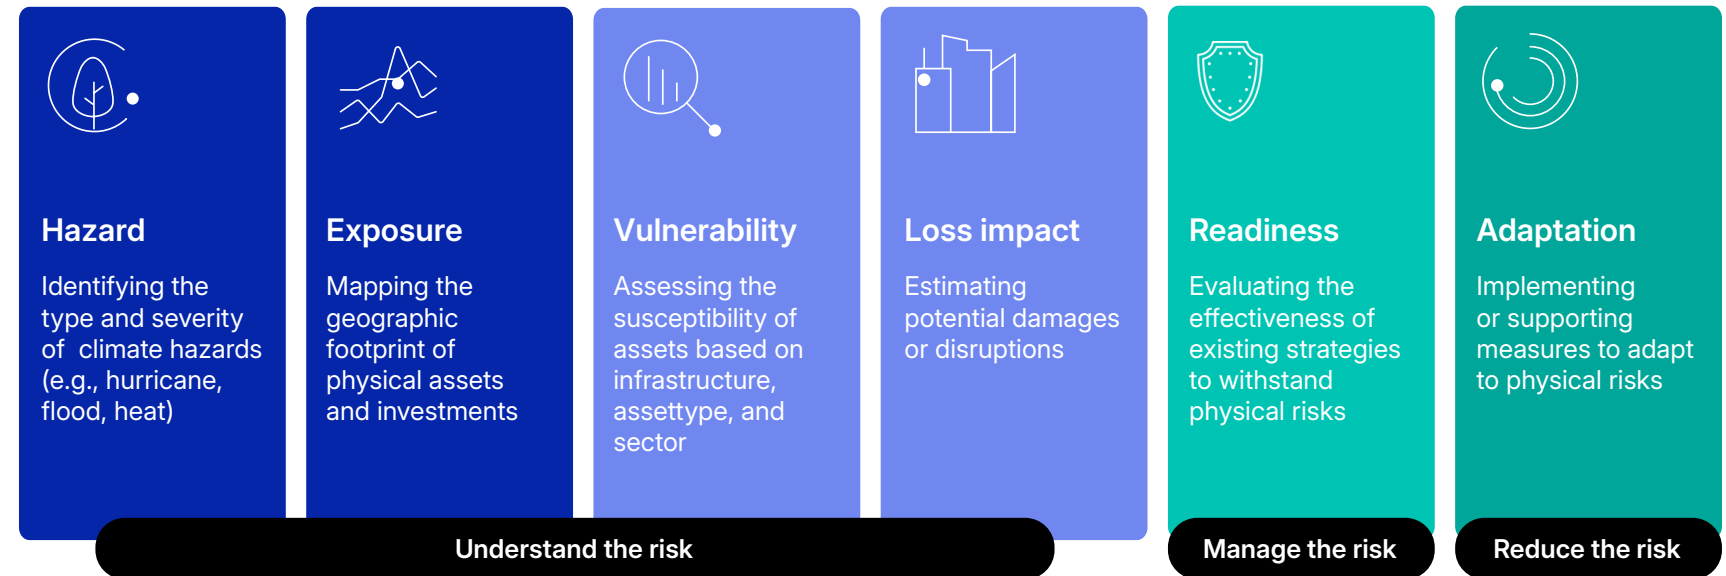 Hazard
Identifying the
type and severity
of  climate hazards
(e.g., hurricane,
flood, heat)
Exposure
Mapping the
geographic
footprint of
physical assets
and investments
Vulnerability
Assessing the
susceptibility of
assets based on
infrastructure,
assettype, and
sector
Loss impact
Estimating
potential damages
or disruptions
Readiness
Evaluating the
effectiveness of
existing strategies
to withstand
physical risks
Adaptation
Implementing
or supporting
measures to adapt
to physical risks
Understand the risk
Manage the risk
Reduce the risk